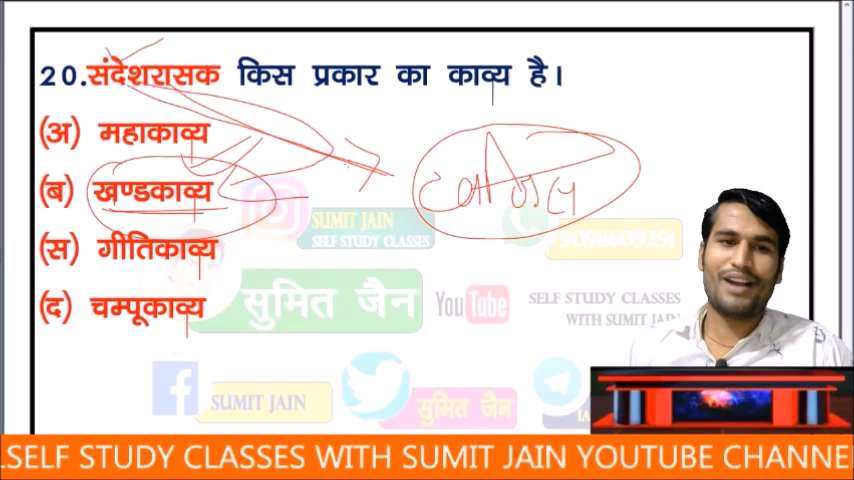 20.संदेशरासक किस प्रकार का काव्य है।
(अ) महाकाव्य
(ब) खण्डकाव्य
(स) गीतिकाव्य
(द) चम्पूकाव्य
SUMIT JAIN
SELF STUDY CLASSES
9098609291
सुमित जैन
YouTube
SELF STUDY CLASSES
WITH SUMIT JAIN
SUMIT JAIN
सुमित जैन
SELF STUDY CLASSES WITH SUMIT JAIN YOUTUBE CHANNE